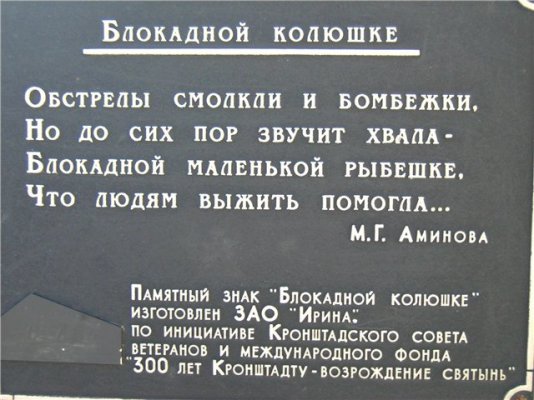 Блокадной колюшке
Обстрелы смолкли и бомбежки,
Но до сих пор звучит хвала-
Блокадной маленькой рыбешке,
Что людям выжить помогла...
М.Г. Аминова
Памятный знак "Блокадной колюшке"
изготовлен ЗАО "Ирина".
по инициативе Кронштадского совета
ветеранов и международного фонда
"300 лет Кронштадту-возрождение святынь"